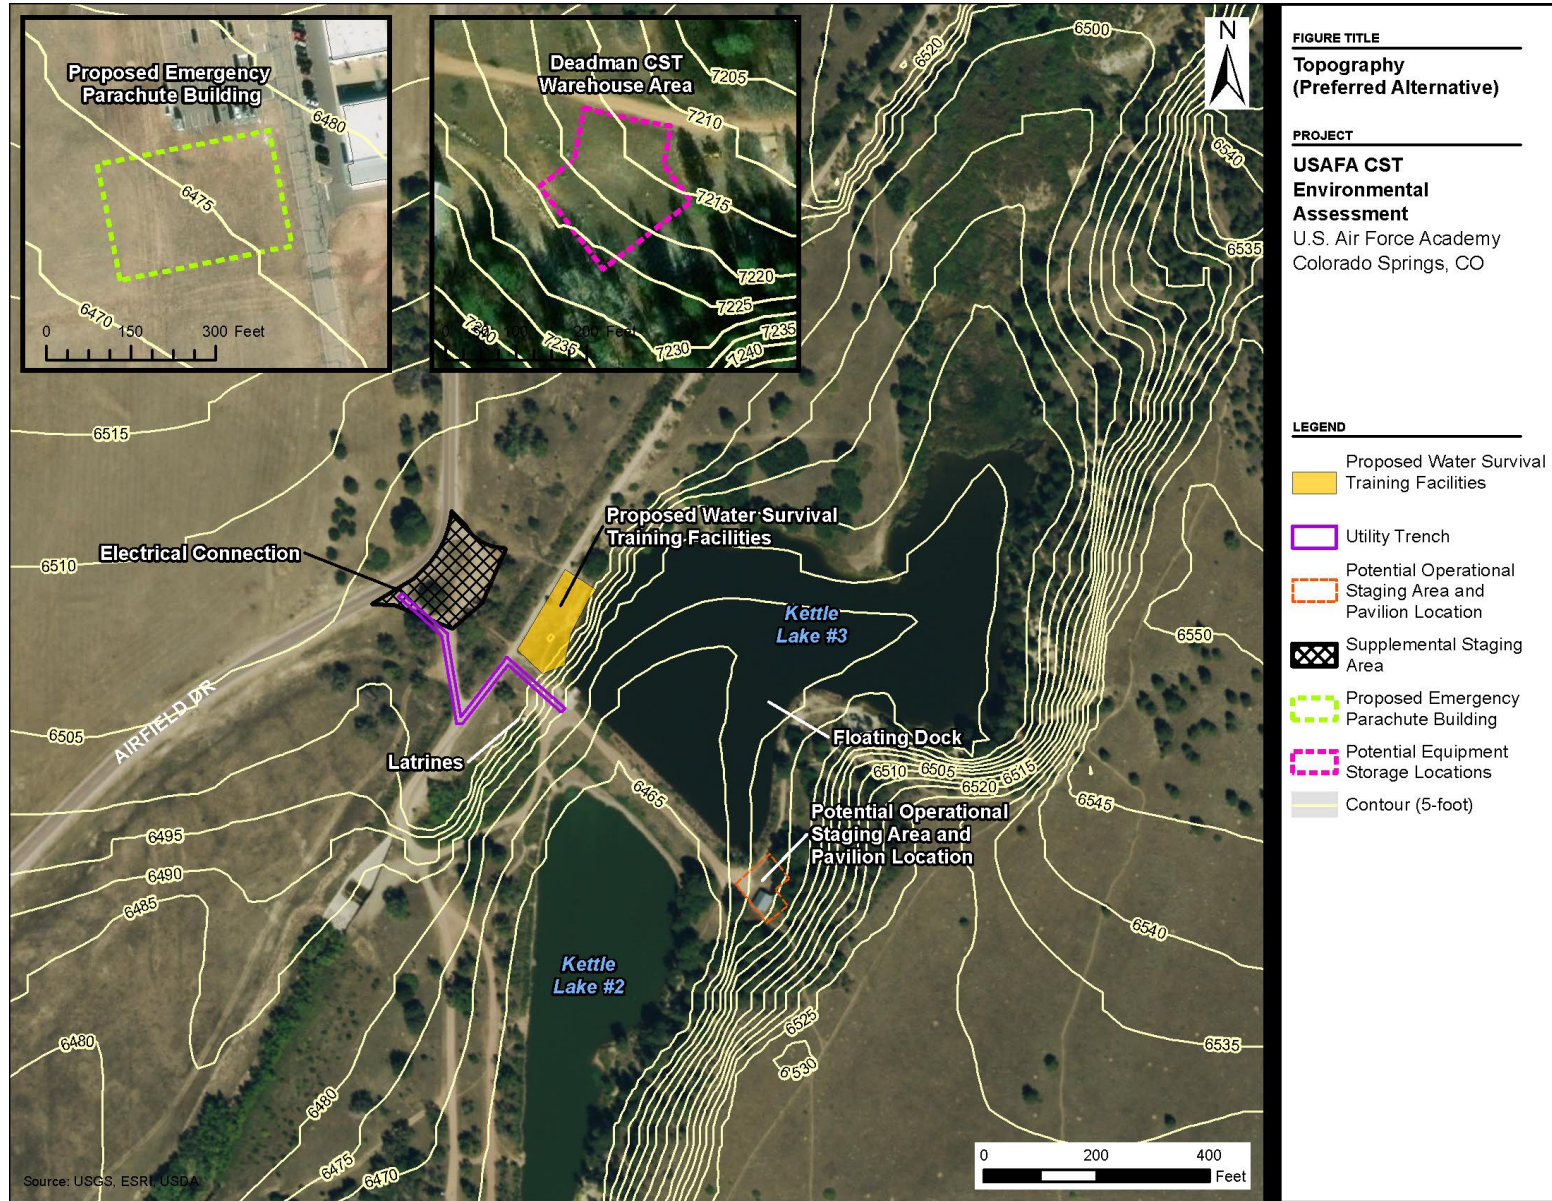 Proposed Emergency
Parachute Building
6480
6475
6470
0 150 300 Feet
Deadman CST
Warehouse Area
7205
7210
7215
7220
7225
7235
7230
7240
7235
200 Feet
6520
6500
N
6540
6535
6515
6510
6505
Electrical Connection
Proposed Water Survival
Training Facilities
Kettle
Lake #3
6550
AIRFIELD DR
Latrines
Floating Dock
6510
6505
6515
6520
6545
6465
Potential Operational
Staging Area and
Pavilion Location
6495
6490
6485
6540
Kettle
Lake #2
6525
6530
6535
6480
6480
6475
6470
0 200 400
Feet
Source: USGS, ESRI, USDA
FIGURE TITLE
Topography
(Preferred Alternative)
PROJECT
USAFA CST
Environmental
Assessment
U.S. Air Force Academy
Colorado Springs, CO
LEGEND
Proposed Water Survival
Training Facilities
Utility Trench
Potential Operational
Staging Area and
Pavilion Location
Supplemental Staging
Area
Proposed Emergency
Parachute Building
Potential Equipment
Storage Locations
Contour (5-foot)